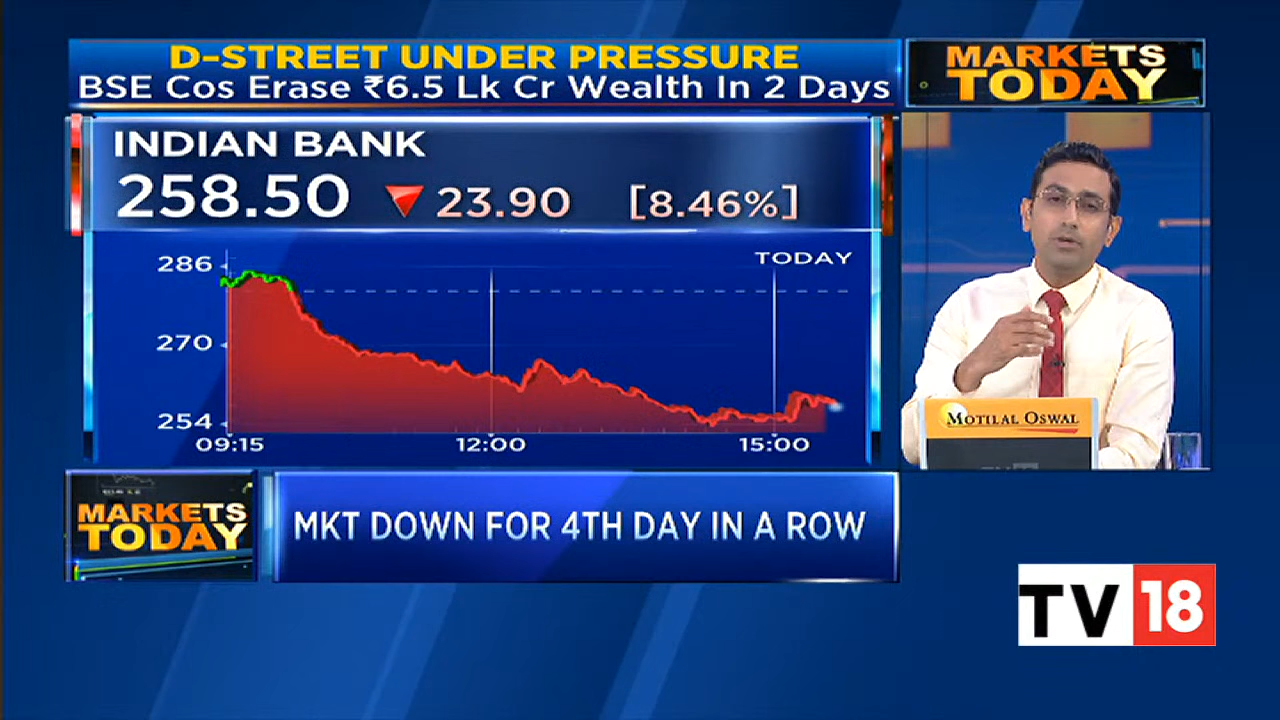 D-STREET UNDER PRESSURE
BSE Cos Erase ₹6.5 Lk Cr Wealth In 2 Days
MARKETS
TODAY
INDIAN BANK
258.50 ▼ 23.90 [8.46%]
TODAY
286
270
254
09:15 12:00 15:00
MOTILAL OSWAL
MARKETS
TODAY
MKT DOWN FOR 4TH DAY IN A ROW
TV 18